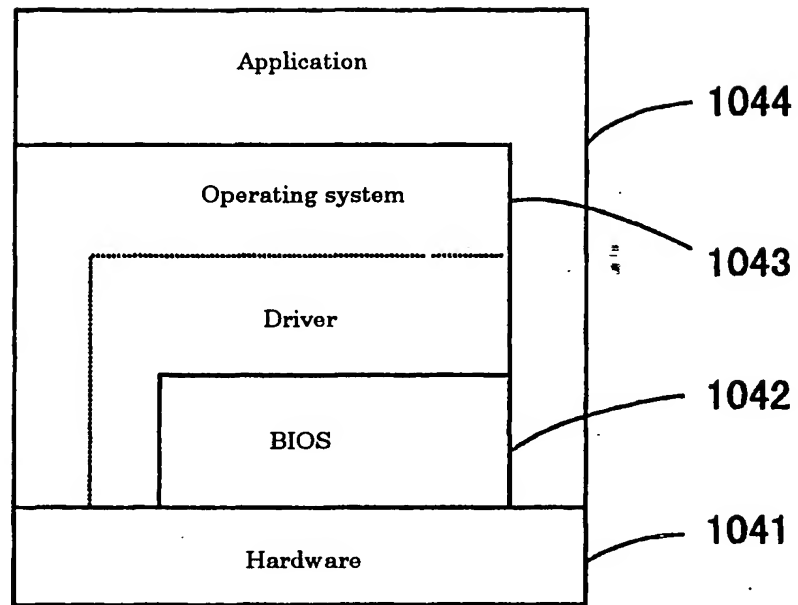 Application
1044
Operating system
1043
Driver
1042
BIOS
1041
Hardware